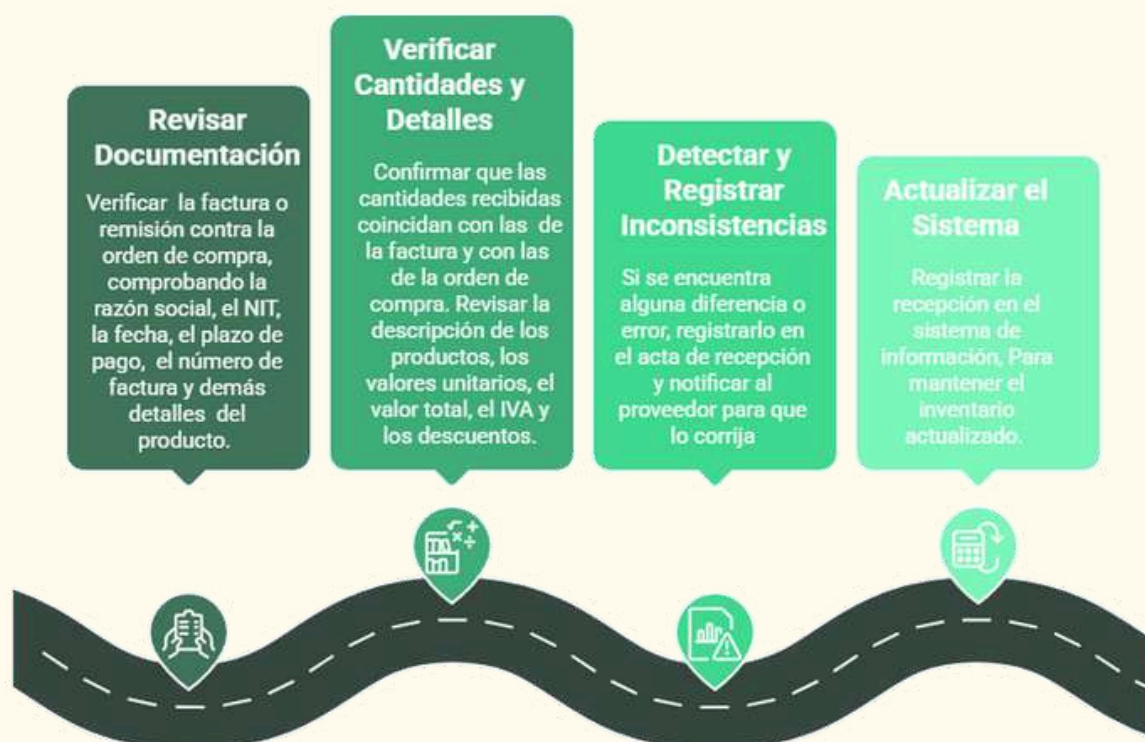 Revisar
Documentación
Verificar la factura o
remisión contra la
orden de compra,
comprobando la
razón social, el NIT,
la fecha, el plazo de
pago, el número de
factura y demás
detalles del
producto.
Verificar
Cantidades y
Detalles
Confirmar que las
cantidades recibidas
coincidan con las de
la factura y con las
de la orden de
compra. Revisar la
descripción de los
productos, los
valores unitarios, el
valor total, el IVA y
los descuentos.
Detectar y
Registrar
Inconsistencias
Si se encuentra
alguna diferencia o
error, registrarlo en
el acta de recepción
y notificar al
proveedor para que
lo corrija
Actualizar el
Sistema
Registrar la
recepción en el
sistema de
información, Para
mantener el
inventario
actualizado.